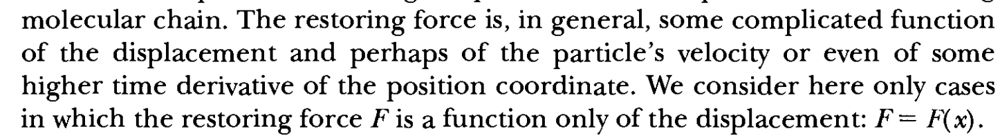 molecular chain. The restoring force is, in general, some complicated function
of the displacement and perhaps of the particle's velocity or even of some
higher time derivative of the position coordinate. We consider here only cases
in which the restoring force F is a function only of the displacement: F = F(x).